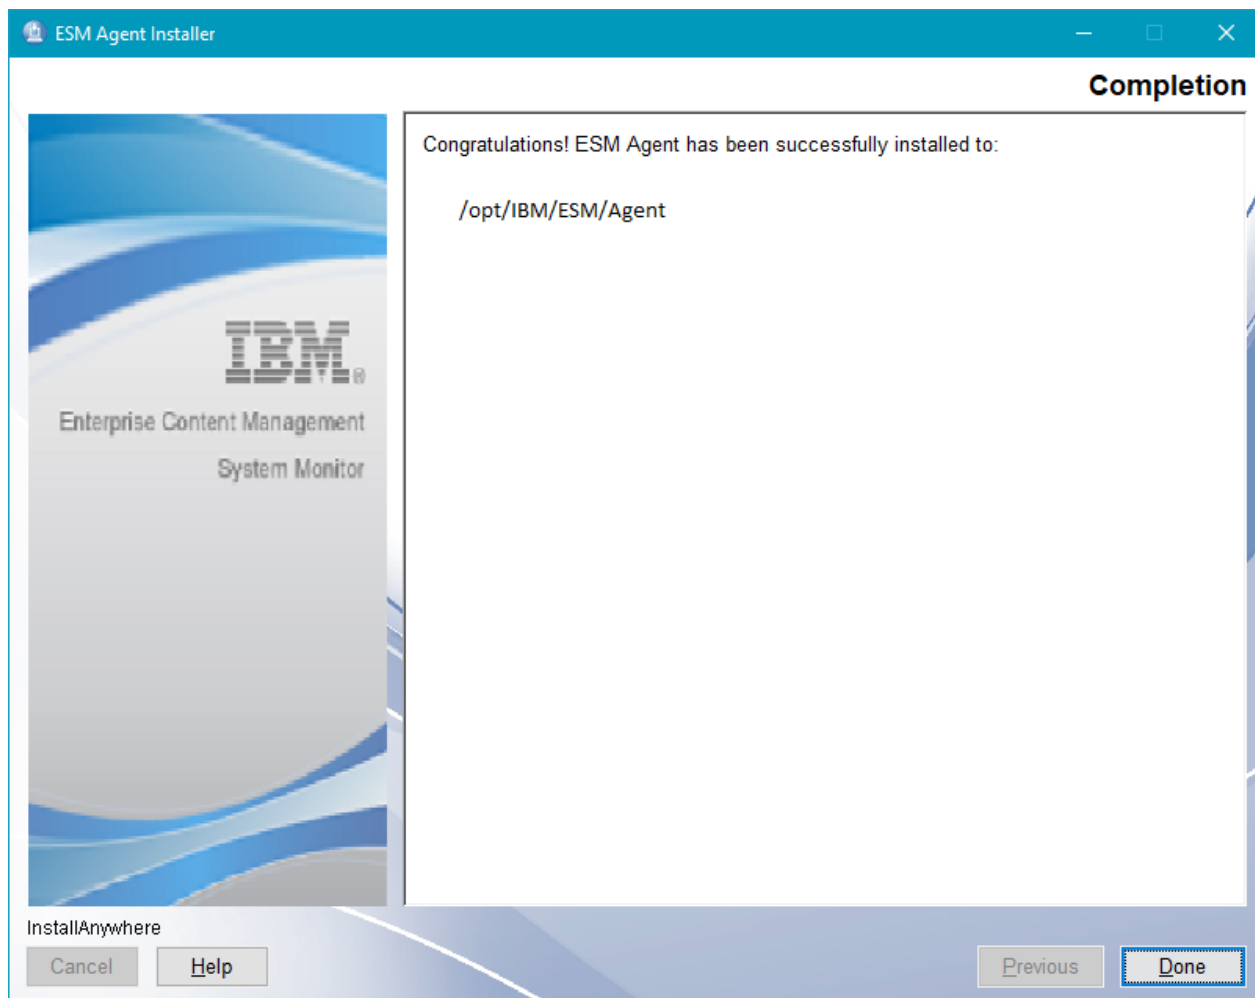 ESM Agent Installer
Completion
Congratulations! ESM Agent has been successfully installed to:
/opt/IBM/ESM/Agent
IBM®
Enterprise Content Management
System Monitor
InstallAnywhere
Cancel Help Previous Done